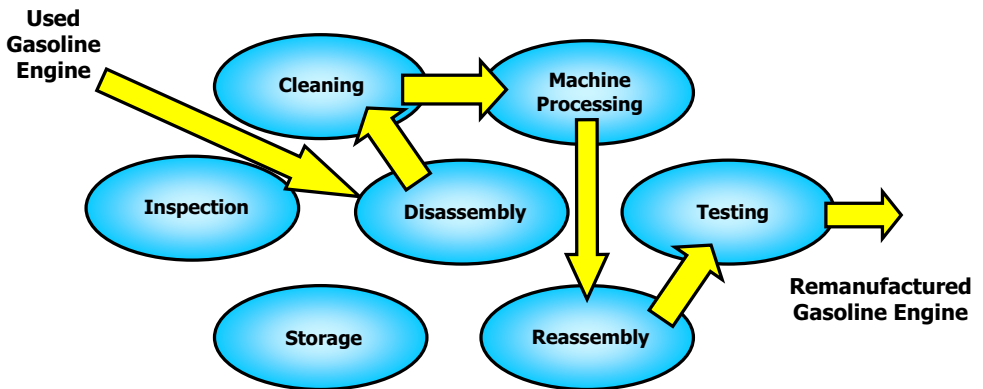 Used
Gasoline
Engine
Cleaning
Machine
Processing
Inspection
Disassembly
Testing
Remanufactured
Gasoline Engine
Storage
Reassembly